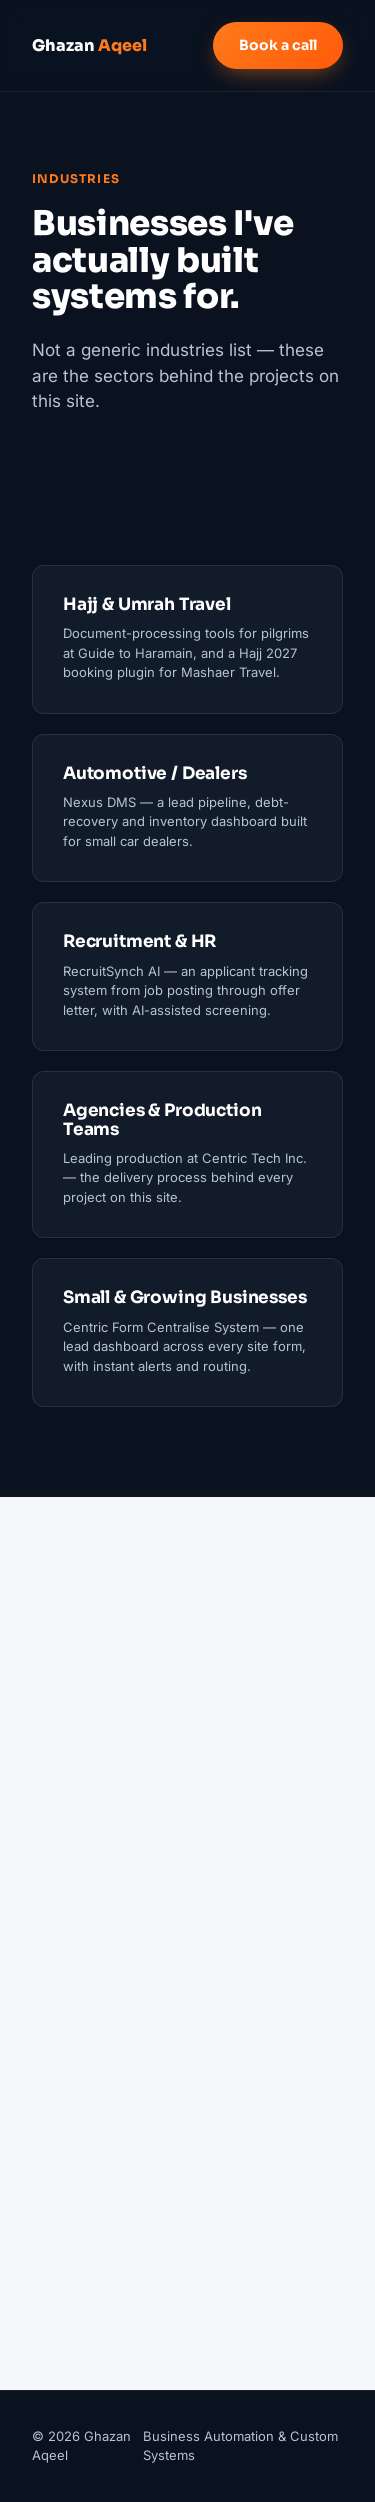 Ghazan Aqeel
Book a call
INDUSTRIES
Businesses I've
actually built
systems for.
Not a generic industries list — these
are the sectors behind the projects on
this site.
Hajj & Umrah Travel
Document-processing tools for pilgrims
at Guide to Haramain, and a Hajj 2027
booking plugin for Mashaer Travel.
Automotive / Dealers
Nexus DMS — a lead pipeline, debt-
recovery and inventory dashboard built
for small car dealers.
Recruitment & HR
RecruitSynch AI — an applicant tracking
system from job posting through offer
letter, with AI-assisted screening.
Agencies & Production
Teams
Leading production at Centric Tech Inc.
— the delivery process behind every
project on this site.
Small & Growing Businesses
Centric Form Centralise System — one
lead dashboard across every site form,
with instant alerts and routing.
© 2026 Ghazan
Aqeel
Business Automation & Custom
Systems